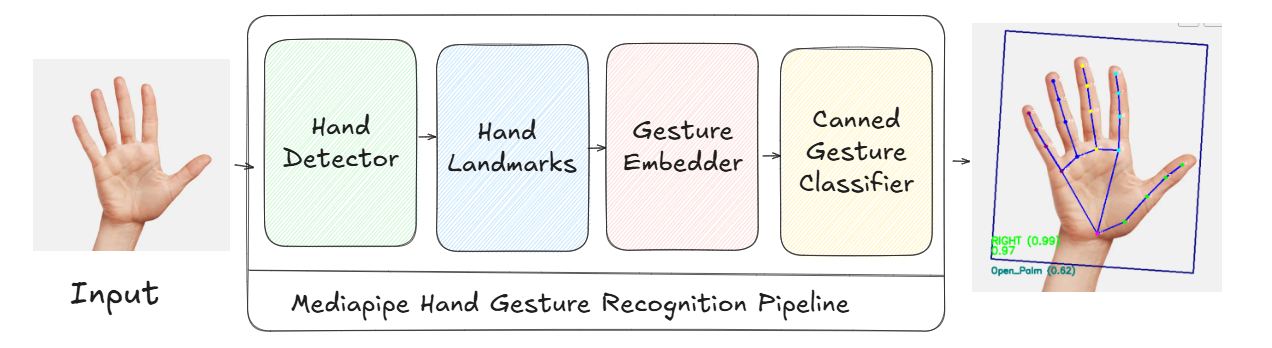 Hand
Detector
Hand
Landmarks
Gesture
Embedder
Canned
Gesture
Classifier
RIGHT (0.99)
0.97
Open_Palm (0.62)
Input
Mediapipe Hand Gesture Recognition Pipeline